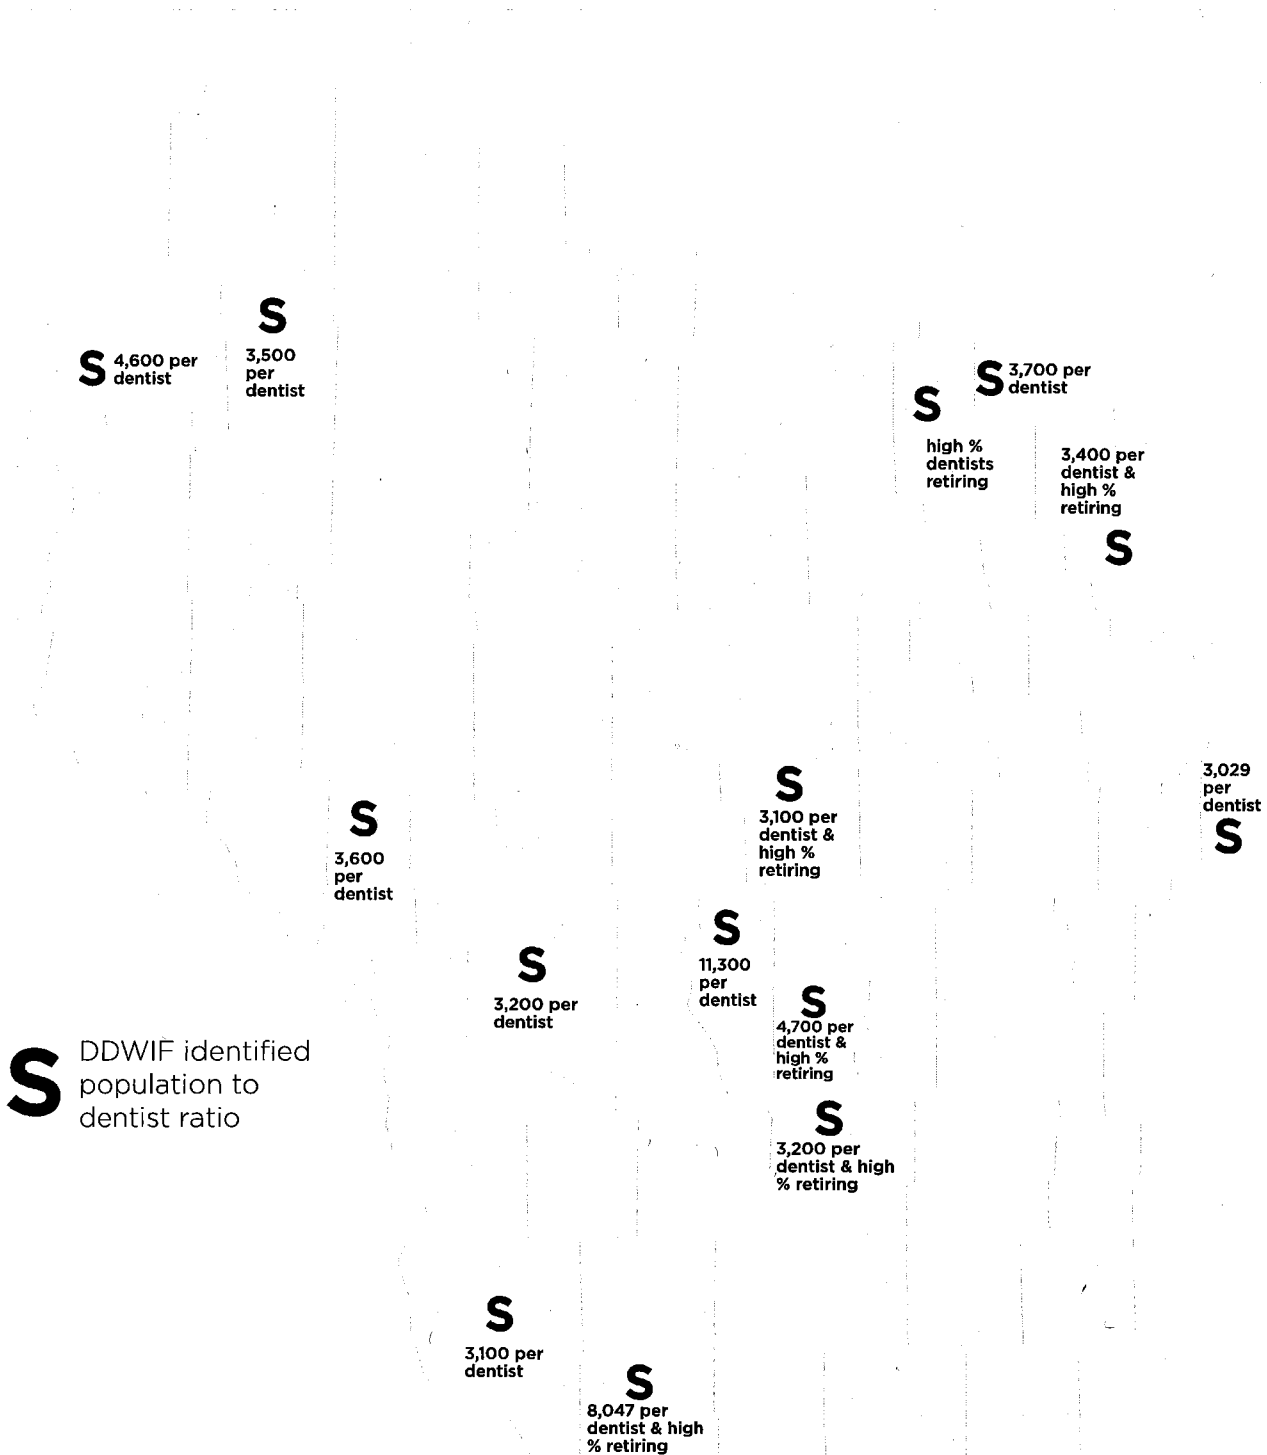 S
3,500
per
dentist
S 4,600 per
dentist
S 3,700 per
dentist
S
high %
dentists
retiring
3,400 per
dentist &
high %
retiring
S
3,029
per
dentist
S
S
3,100 per
dentist &
high %
retiring
S
3,600
per
dentist
S
11,300
per
dentist
S
3,200 per
dentist
S
4,700 per
dentist &
high %
retiring
S DDWIF identified
population to
dentist ratio
S
3,200 per
dentist & high
% retiring
S
3,100 per
dentist
S
8,047 per
dentist & high
% retiring